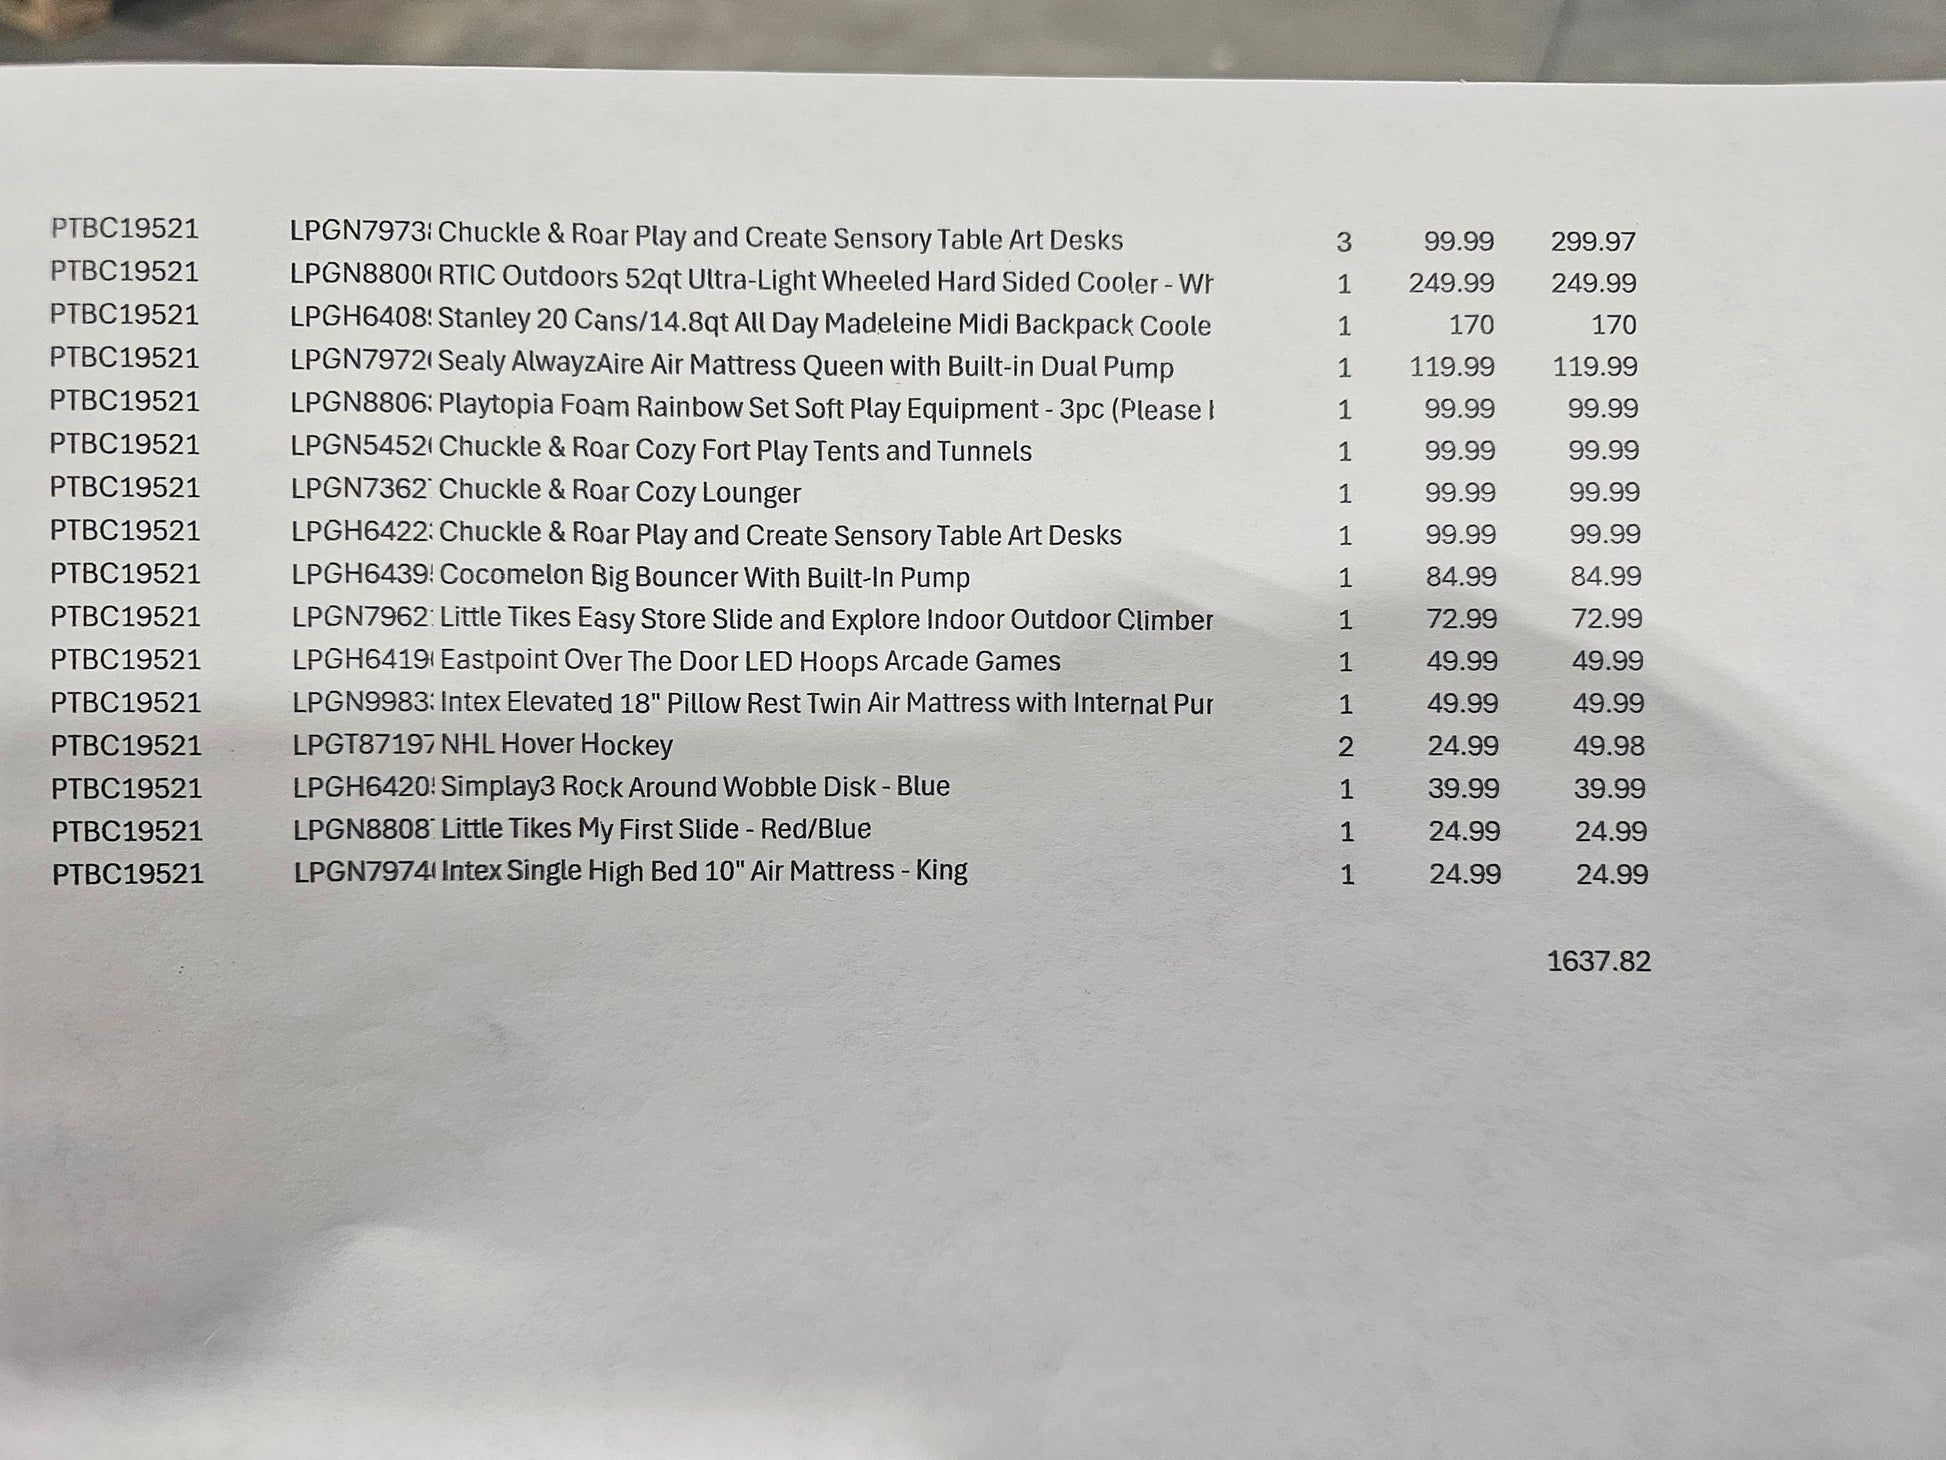 PTBC19521 LPGN7973 Chuckle & Roar Play and Create Sensory Table Art Desks 3 99.99 299.97
PTBC19521 LPGN8800 RTIC Outdoors 52qt Ultra-Light Wheeled Hard Sided Cooler - Wh 1 249.99 249.99
PTBC19521 LPGH6408 Stanley 20 Cans/14.8qt All Day Madeleine Midi Backpack Coole 1 170 170
PTBC19521 LPGN7972 Sealy AlwayzAire Air Mattress Queen with Built-in Dual Pump 1 119.99 119.99
PTBC19521 LPGN8806 Playtopia Foam Rainbow Set Soft Play Equipment - 3pc (Please 1 99.99 99.99
PTBC19521 LPGN5452 Chuckle & Roar Cozy Fort Play Tents and Tunnels 1 99.99 99.99
PTBC19521 LPGN7362 Chuckle & Roar Cozy Lounger 1 99.99 99.99
PTBC19521 LPGH6422 Chuckle & Roar Play and Create Sensory Table Art Desks 1 99.99 99.99
PTBC19521 LPGH6439 Cocomelon Big Bouncer With Built-In Pump 1 84.99 84.99
PTBC19521 LPGN7962 Little Tikes Easy Store Slide and Explore Indoor Outdoor Climber 1 72.99 72.99
PTBC19521 LPGH6419 Eastpoint Over The Door LED Hoops Arcade Games 1 49.99 49.99
PTBC19521 LPGN9983 Intex Elevated 18" Pillow Rest Twin Air Mattress with Internal Pur 1 49.99 49.99
PTBC19521 LPGT87197 NHL Hover Hockey 2 24.99 49.98
PTBC19521 LPGH6420 Simplay3 Rock Around Wobble Disk - Blue 1 39.99 39.99
PTBC19521 LPGN8808 Little Tikes My First Slide - Red/Blue 1 24.99 24.99
PTBC19521 LPGN7974 Intex Single High Bed 10" Air Mattress - King 1 24.99 24.99
1637.82